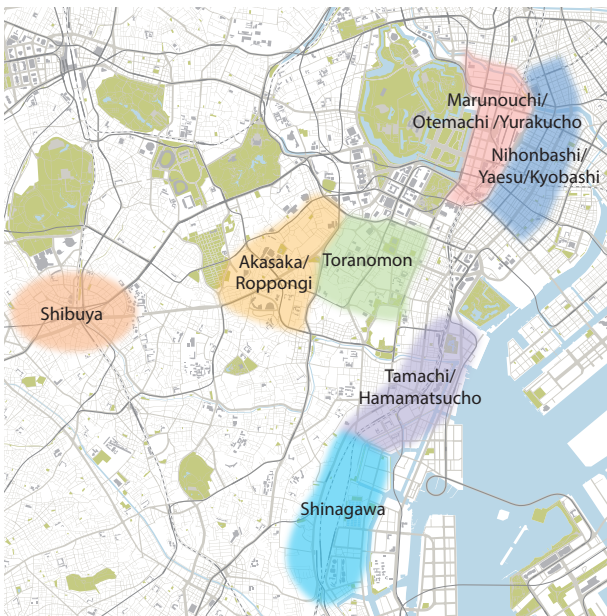 Marunouchi/
Otemachi /Yurakucho
Nihonbashi/
Yaesu/Kyobashi
Akasaka/
Roppongi
Toranomon
Shibuya
Tamachi/
Hamamatsucho
Shinagawa